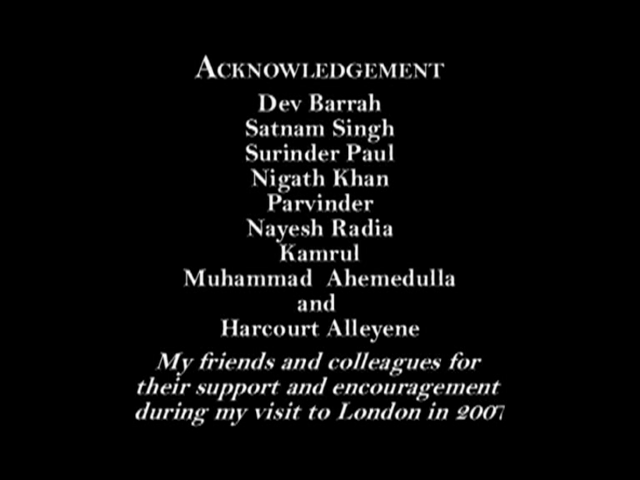 ACKNOWLEDGEMENT
Dev Barrah
Satnam Singh
Surinder Paul
Nigath Khan
Parvinder
Nayesh Radia
Kamrul
Muhammad Ahemedulla
and
Harcourt Alleyene
My friends and colleagues for
their support and encouragement
during my visit to London in 2007